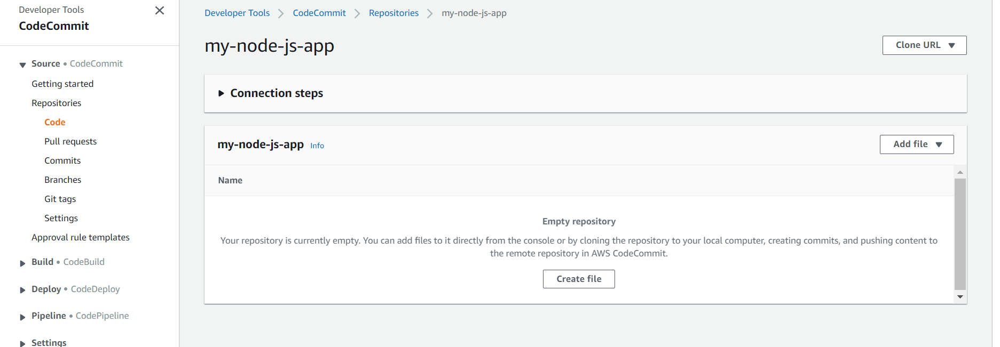 Developer Tools
CodeCommit
Source • CodeCommit
Getting started
Repositories
Code
Pull requests
Commits
Branches
Git tags
Settings
Approval rule templates
Build • CodeBuild
Deploy • CodeDeploy
Pipeline • CodePipeline
Settings
Developer Tools
CodeCommit
Repositories
my-node-js-app
my-node-js-app
Clone URL
Connection steps
my-node-js-app Info
Add file
Name
Empty repository
Your repository is currently empty. You can add files to it directly from the console or by cloning the repository to your local computer, creating commits, and pushing content to
the remote repository in AWS CodeCommit.
Create file